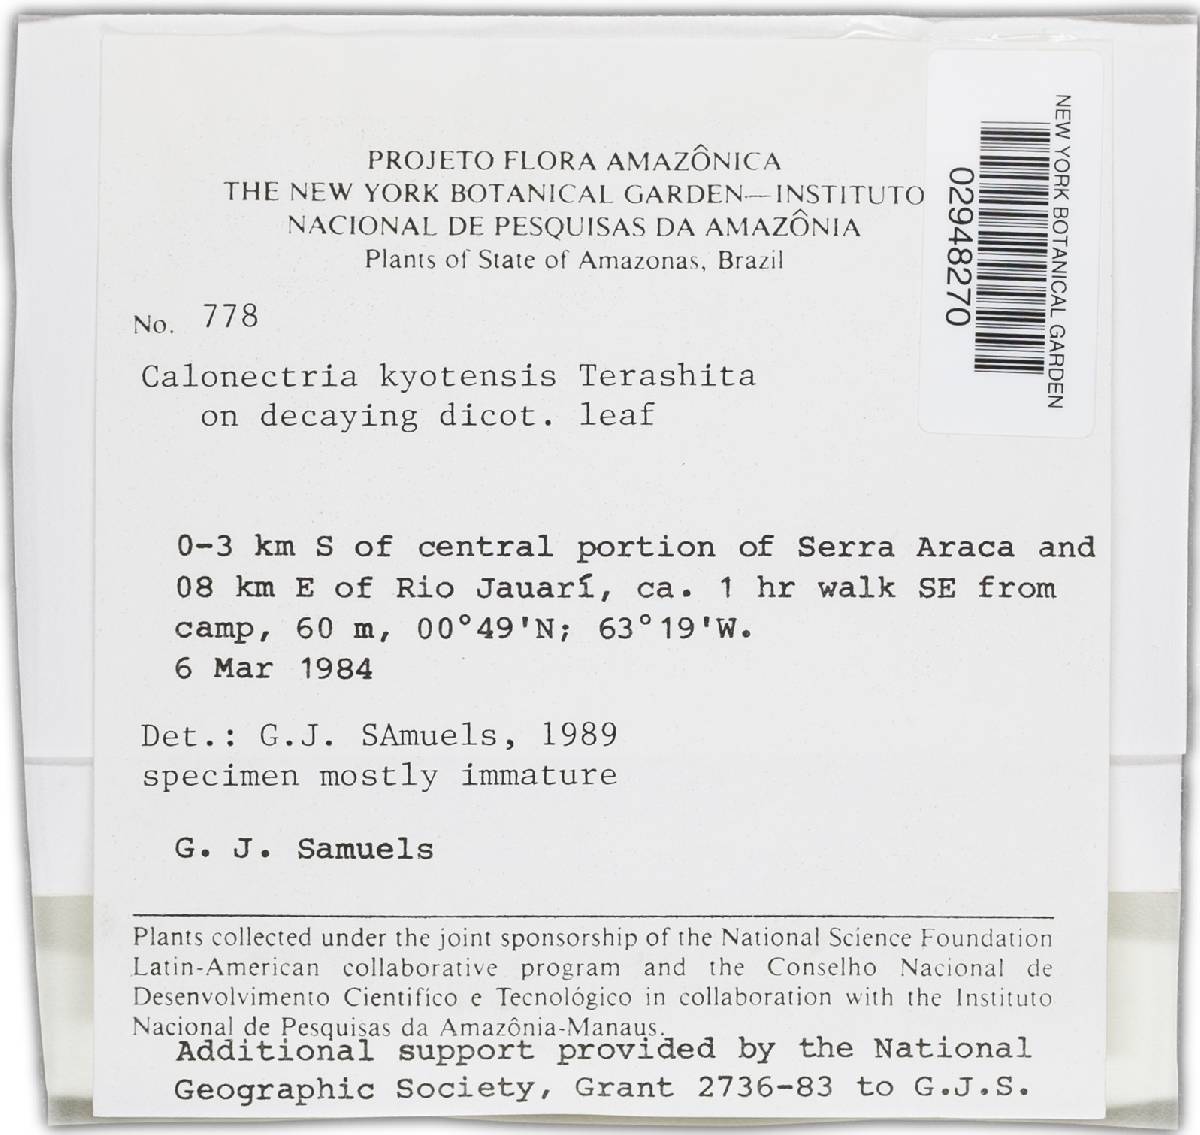 PROJETO FLORA AMAZÔNICA
THE NEW YORK BOTANICAL GARDEN—INSTITUTO
NACIONAL DE PESQUISAS DA AMAZÔNIA
Plants of State of Amazonas, Brazil
No. 778
Calonectria kyotensis Terashita
on decaying dicot. leaf
0-3 km S of central portion of Serra Araca and
08 km E of Rio Jauarí, ca. 1 hr walk SE from
camp, 60 m, 00°49'N; 63°19'W.
6 Mar 1984
Det.: G.J. SAmuels, 1989
specimen mostly immature
G. J. Samuels
Plants collected under the joint sponsorship of the National Science Foundation
Latin-American collaborative program and the Conselho Nacional de
Desenvolvimento Cientifico e Tecnológico in collaboration with the Instituto
Nacional de Pesquisas da Amazônia-Manaus.
Additional support provided by the National
Geographic Society, Grant 2736-83 to G.J.S.
NEW YORK BOTANICAL GARDEN
02948270